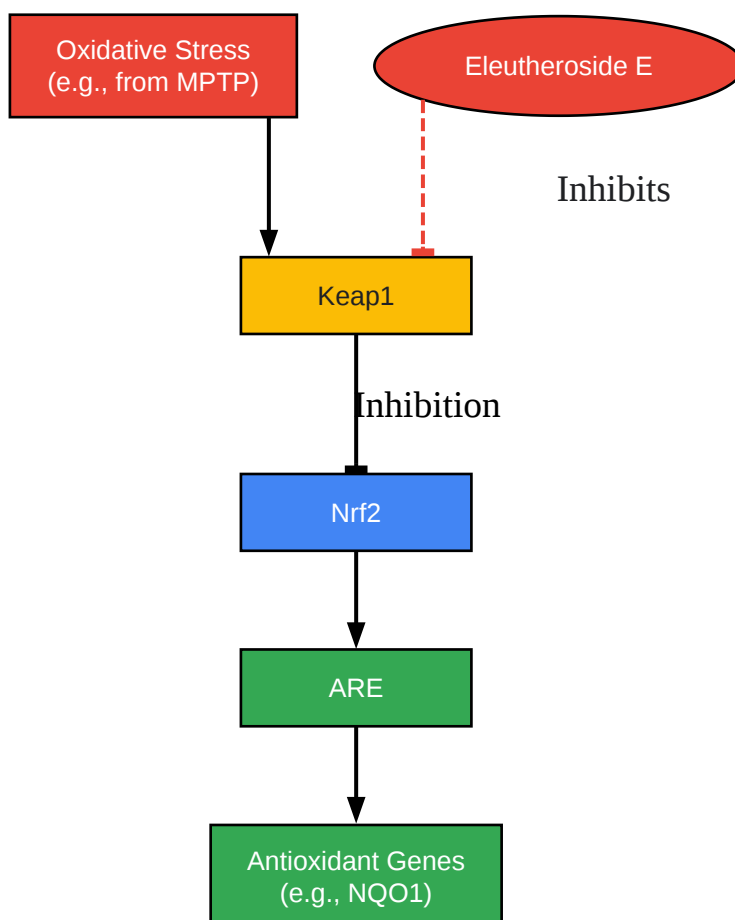 Oxidative Stress
(e.g., from MPTP)
Eleutheroside E
Inhibits
Keap1
Inhibition
Nrf2
ARE
Antioxidant Genes
(e.g., NQO1)